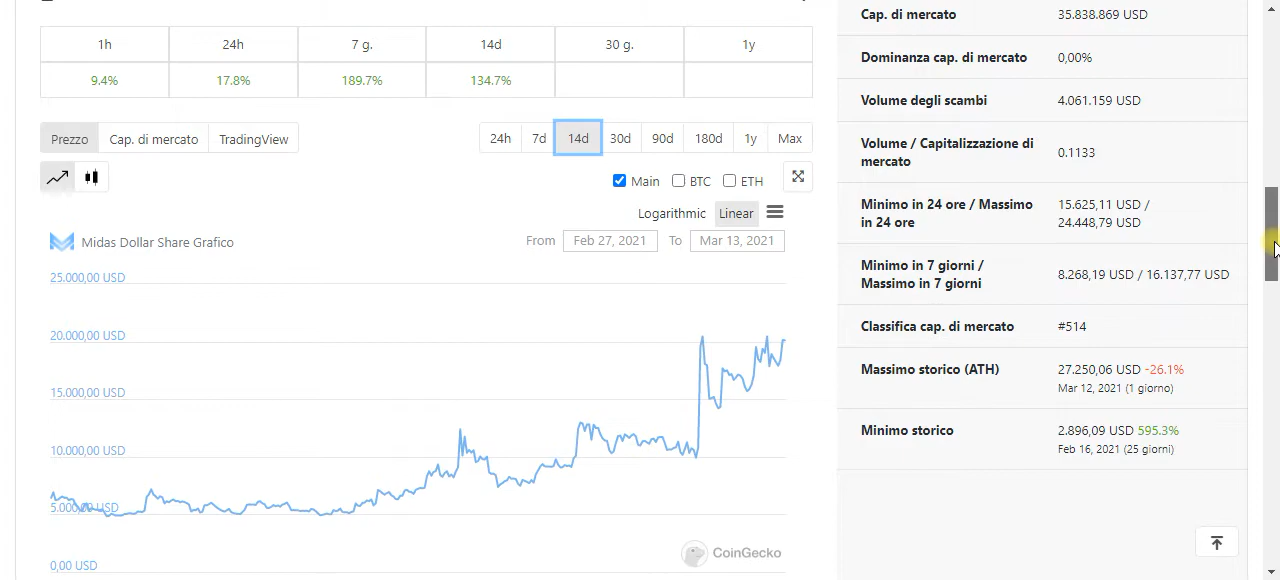 1h 24h 7 g. 14d 30 g. 1y
9.4% 17.8% 189.7% 134.7%
Prezzo Cap. di mercato TradingView 24h 7d 14d 30d 90d 180d 1y Max
Main BTC ETH
Logarithmic Linear
Midas Dollar Share Grafico From Feb 27, 2021 To Mar 13, 2021
25.000,00 USD
20.000,00 USD
15.000,00 USD
10.000,00 USD
5.000,00 USD
0,00 USD
CoinGecko
Cap. di mercato 35.838.869 USD
Dominanza cap. di mercato 0,00%
Volume degli scambi 4.061.159 USD
Volume / Capitalizzazione di
mercato 0.1133
Minimo in 24 ore / Massimo
in 24 ore
15.625,11 USD /
24.448,79 USD
Minimo in 7 giorni /
Massimo in 7 giorni
8.268,19 USD / 16.137,77 USD
Classifica cap. di mercato #514
Massimo storico (ATH) 27.250,06 USD -26.1%
Mar 12, 2021 (1 giorno)
Minimo storico 2.896,09 USD 595.3%
Feb 16, 2021 (25 giorni)